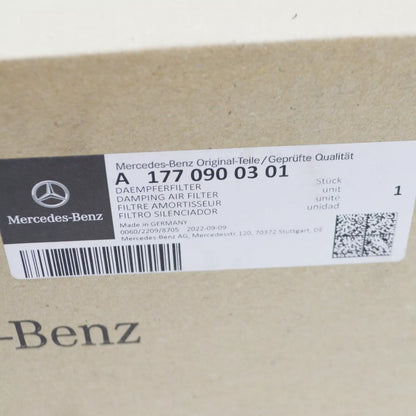 Mercedes-Benz Original-Teile/Geprüfte Qualität
A 177 090 03 01
DAEMPFERFILTER
DAMPING AIR FILTER
FILTRE AMORTISSEUR
FILTRO SILENCIADOR
Stück
unit
unité
unidad
1
Made in GERMANY
0060/2209/8705 2022-09-09
Mercedes-Benz AG, Mercedesstr. 120, 70372 Stuttgart, DE
Mercedes-Benz
-Benz